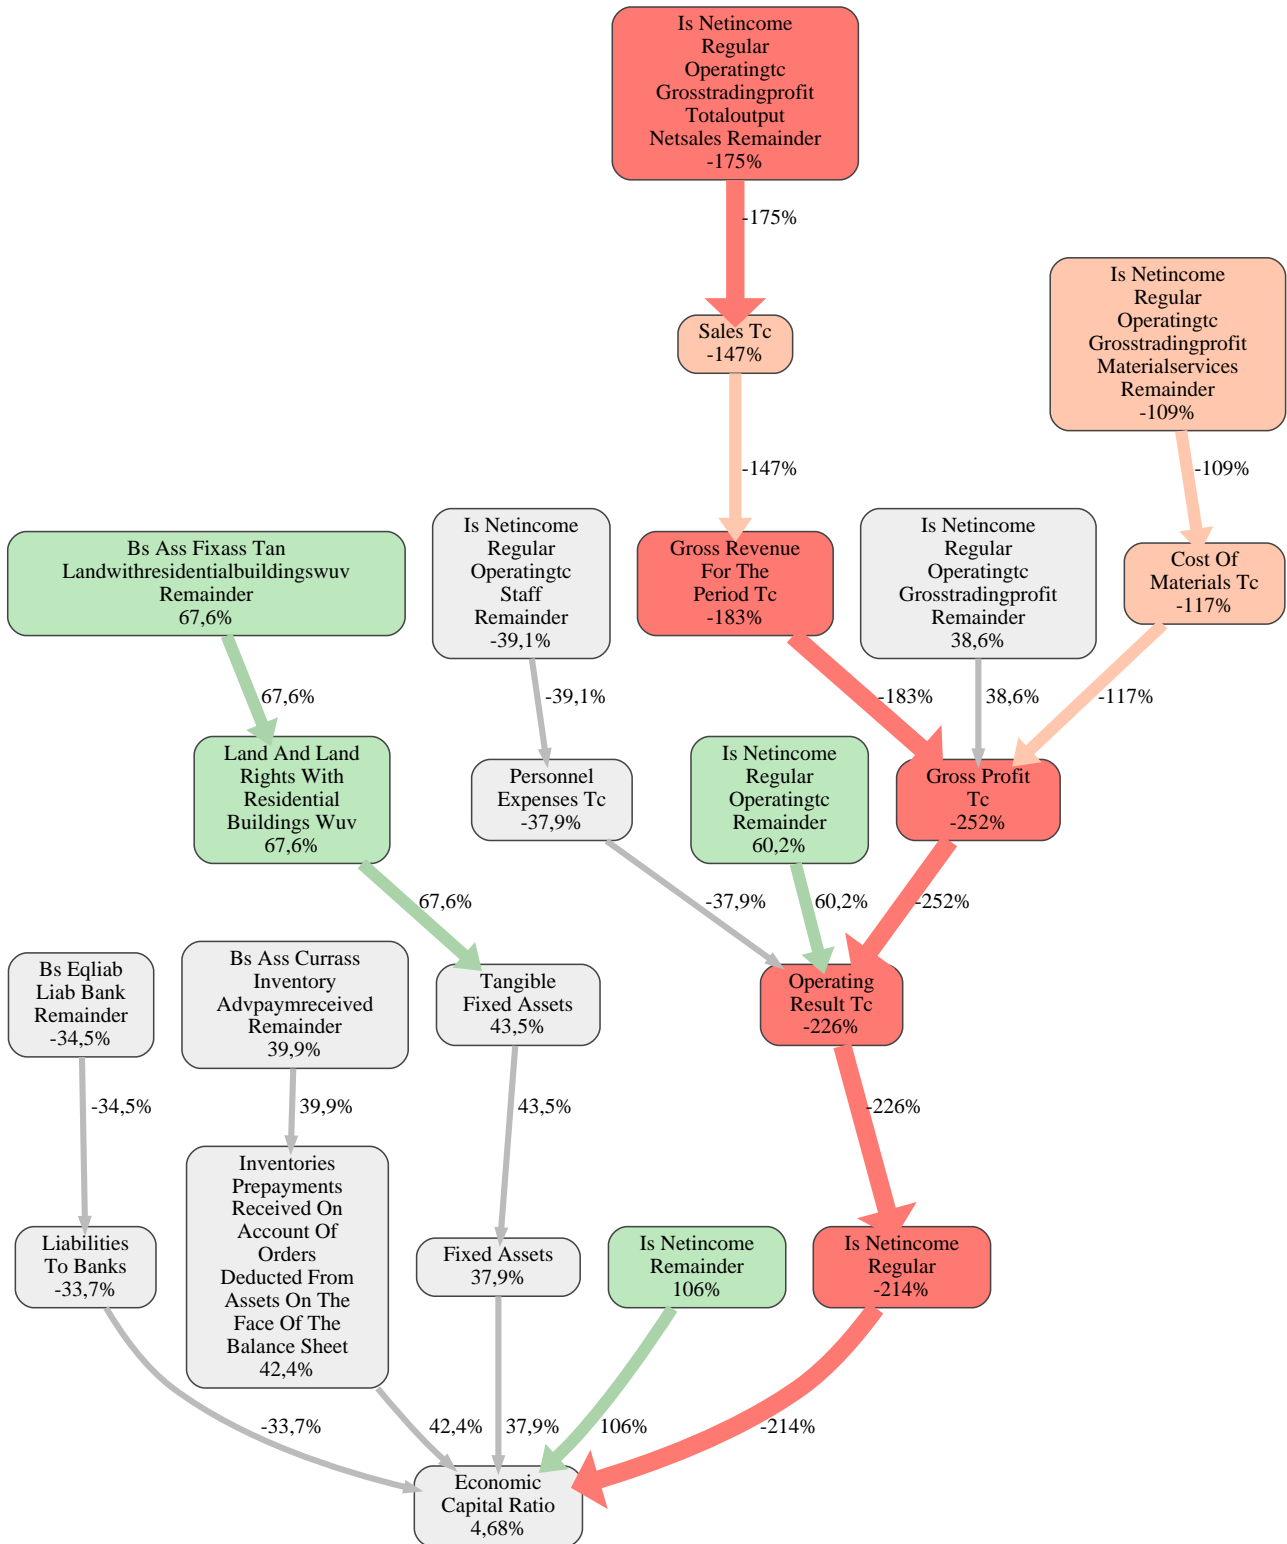 Is Netincome
Regular
Operatingtc
Grosstradingprofit
Totaloutput
Netsales Remainder
-175%
-175%
Is Netincome
Regular
Operatingtc
Grosstradingprofit
Materialservices
Remainder
-109%
Sales Tc
-147%
-147%
-109%
Bs Ass Fixass Tan
Landwithresidentialbuildingswuv
Remainder
67,6%
Is Netincome
Regular
Operatingtc
Staff
Remainder
-39,1%
Gross Revenue
For The
Period Tc
-183%
Is Netincome
Regular
Operatingtc
Grosstradingprofit
Remainder
38,6%
Cost Of
Materials Tc
-117%
67,6%
-39,1%
-183%
38,6%
-117%
Land And Land
Rights With
Residential
Buildings Wuv
67,6%
Personnel
Expenses Tc
-37,9%
Is Netincome
Regular
Operatingtc
Remainder
60,2%
Gross Profit
Tc
-252%
67,6%
-37,9%
60,2%
-252%
Bs Eqliab
Liab Bank
Remainder
-34,5%
Bs Ass Currass
Inventory
Advpaymreceived
Remainder
39,9%
Tangible
Fixed Assets
43,5%
Operating
Result Tc
-226%
-34,5%
39,9%
43,5%
-226%
Liabilities
To Banks
-33,7%
Inventories
Prepayments
Received On
Account Of
Orders
Deducted From
Assets On The
Face Of The
Balance Sheet
42,4%
Fixed Assets
37,9%
Is Netincome
Remainder
106%
Is Netincome
Regular
-214%
-33,7%
42,4%
37,9%
106%
-214%
Economic
Capital Ratio
4,68%